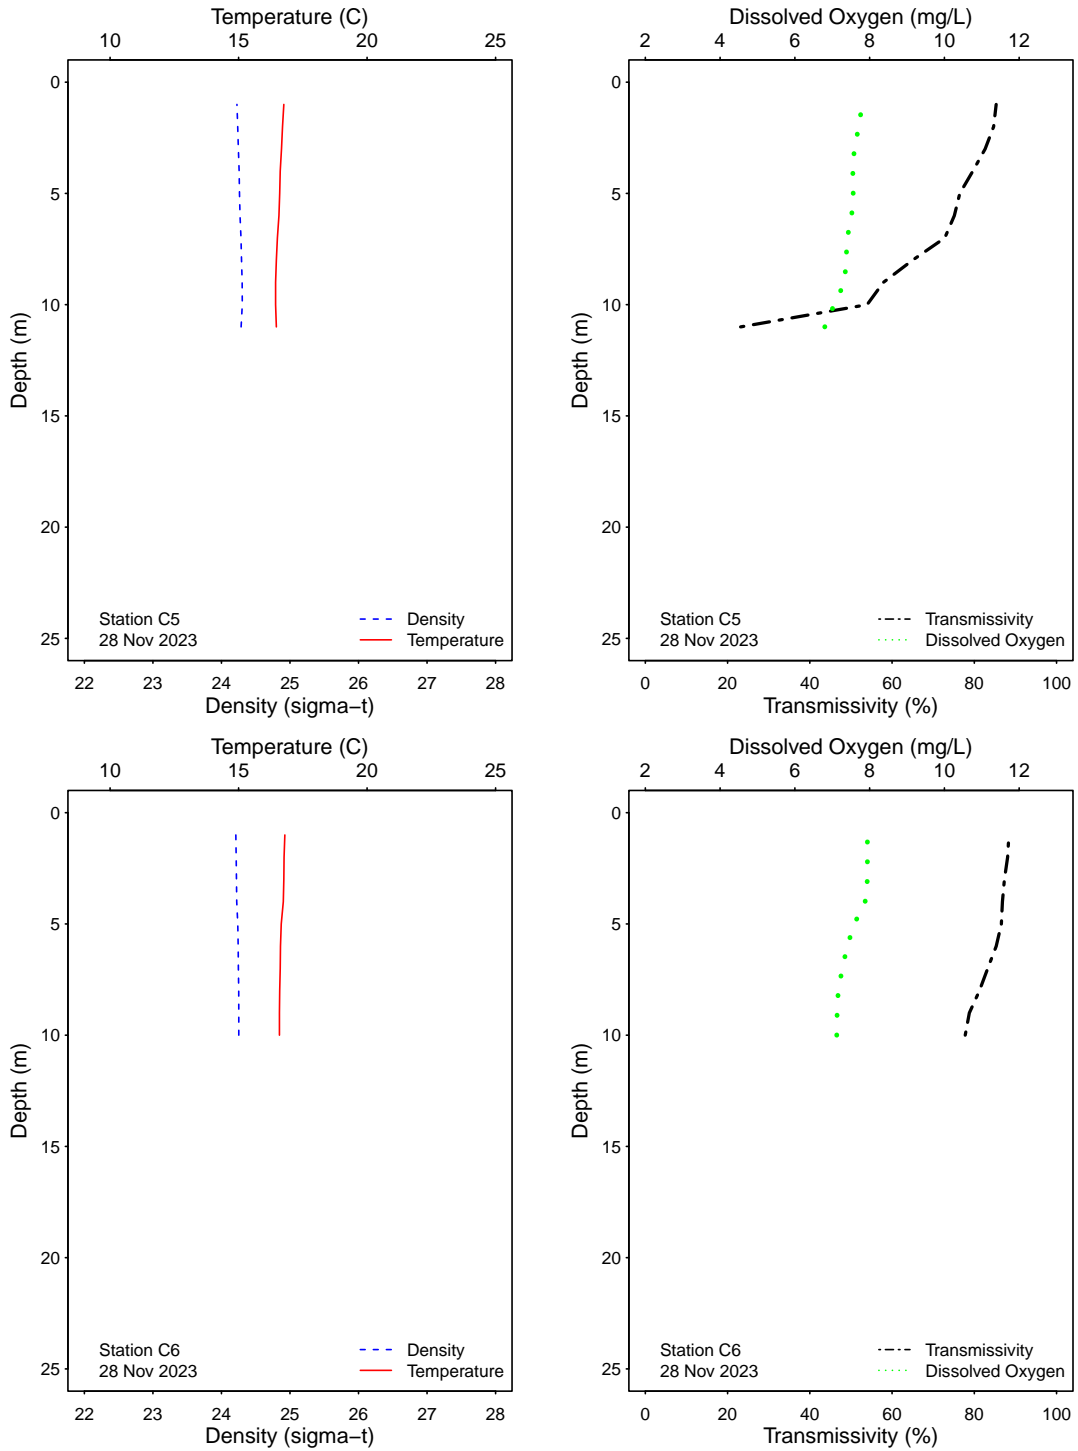 Temperature (C)
10 15 20 25
0
5
10
15
20
25
Depth (m)
Station C5
28 Nov 2023
Density
Temperature
22 23 24 25 26 27 28
Density (sigma−t)
Dissolved Oxygen (mg/L)
2 4 6 8 10 12
0
5
10
15
20
25
Depth (m)
Station C5
28 Nov 2023
Transmissivity
Dissolved Oxygen
0 20 40 60 80 100
Transmissivity (%)
Temperature (C)
10 15 20 25
0
5
10
15
20
25
Depth (m)
Station C6
28 Nov 2023
Density
Temperature
22 23 24 25 26 27 28
Density (sigma−t)
Dissolved Oxygen (mg/L)
2 4 6 8 10 12
0
5
10
15
20
25
Depth (m)
Station C6
28 Nov 2023
Transmissivity
Dissolved Oxygen
0 20 40 60 80 100
Transmissivity (%)